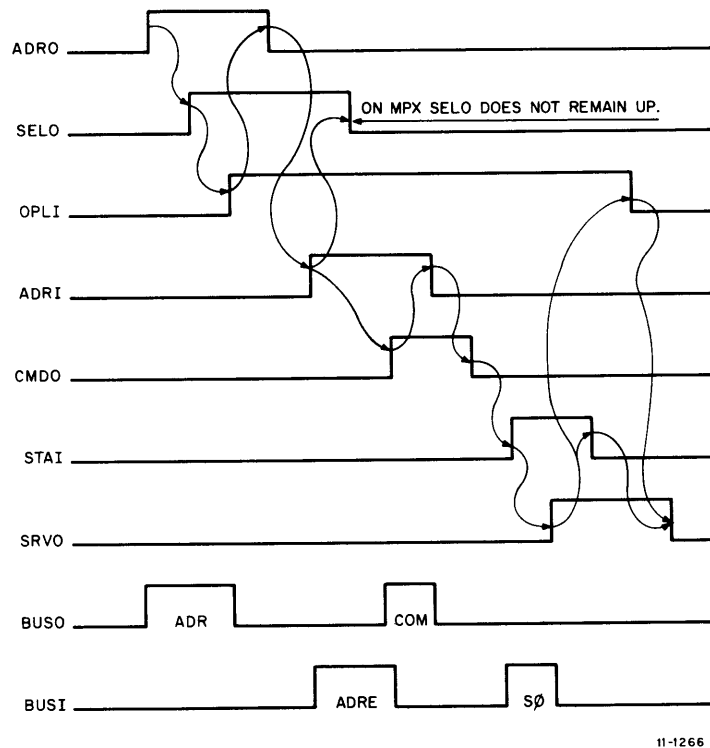 ADRO
SELO
ON MPX SELO DOES NOT REMAIN UP.
OPLI
ADRI
CMDO
STAI
SRVO
BUSO ADR COM
BUSI ADRE SØ
11-1266